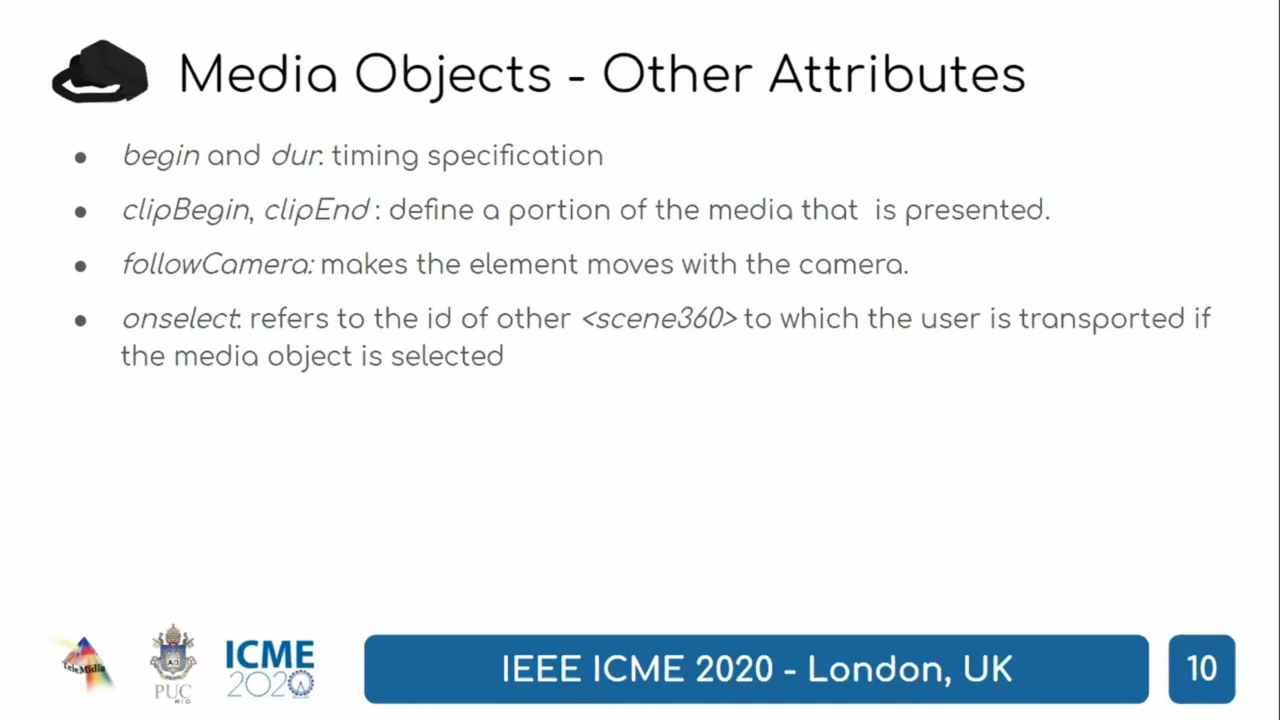 Media Objects - Other Attributes
● begin and dur: timing specification
● clipBegin, clipEnd : define a portion of the media that is presented.
● followCamera: makes the element moves with the camera.
● onselect: refers to the id of other <scene360> to which the user is transported if
the media object is selected
TeleMídia
PUC
RIO
ICME
2020
IEEE ICME 2020 - London, UK
10